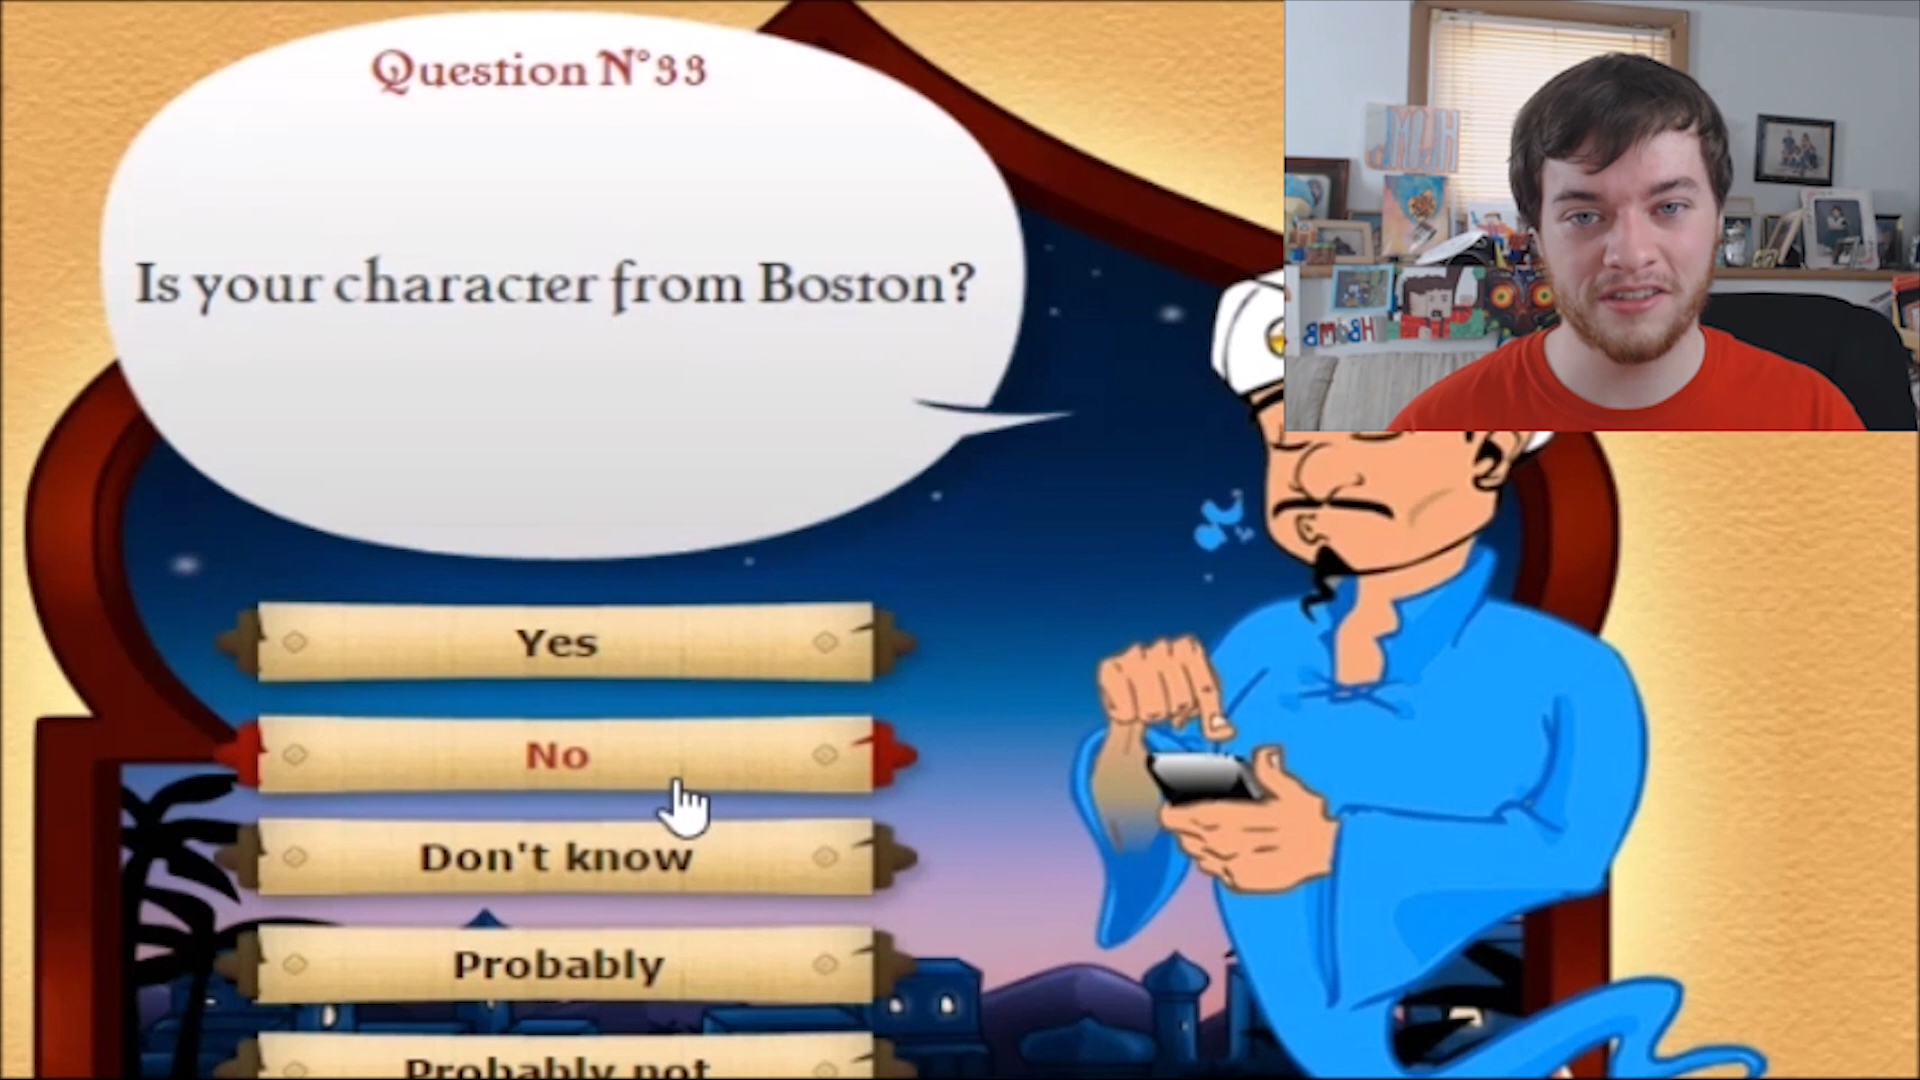 Question N°33
Is your character from Boston?
Yes
No
Don't know
Probably
Probably not